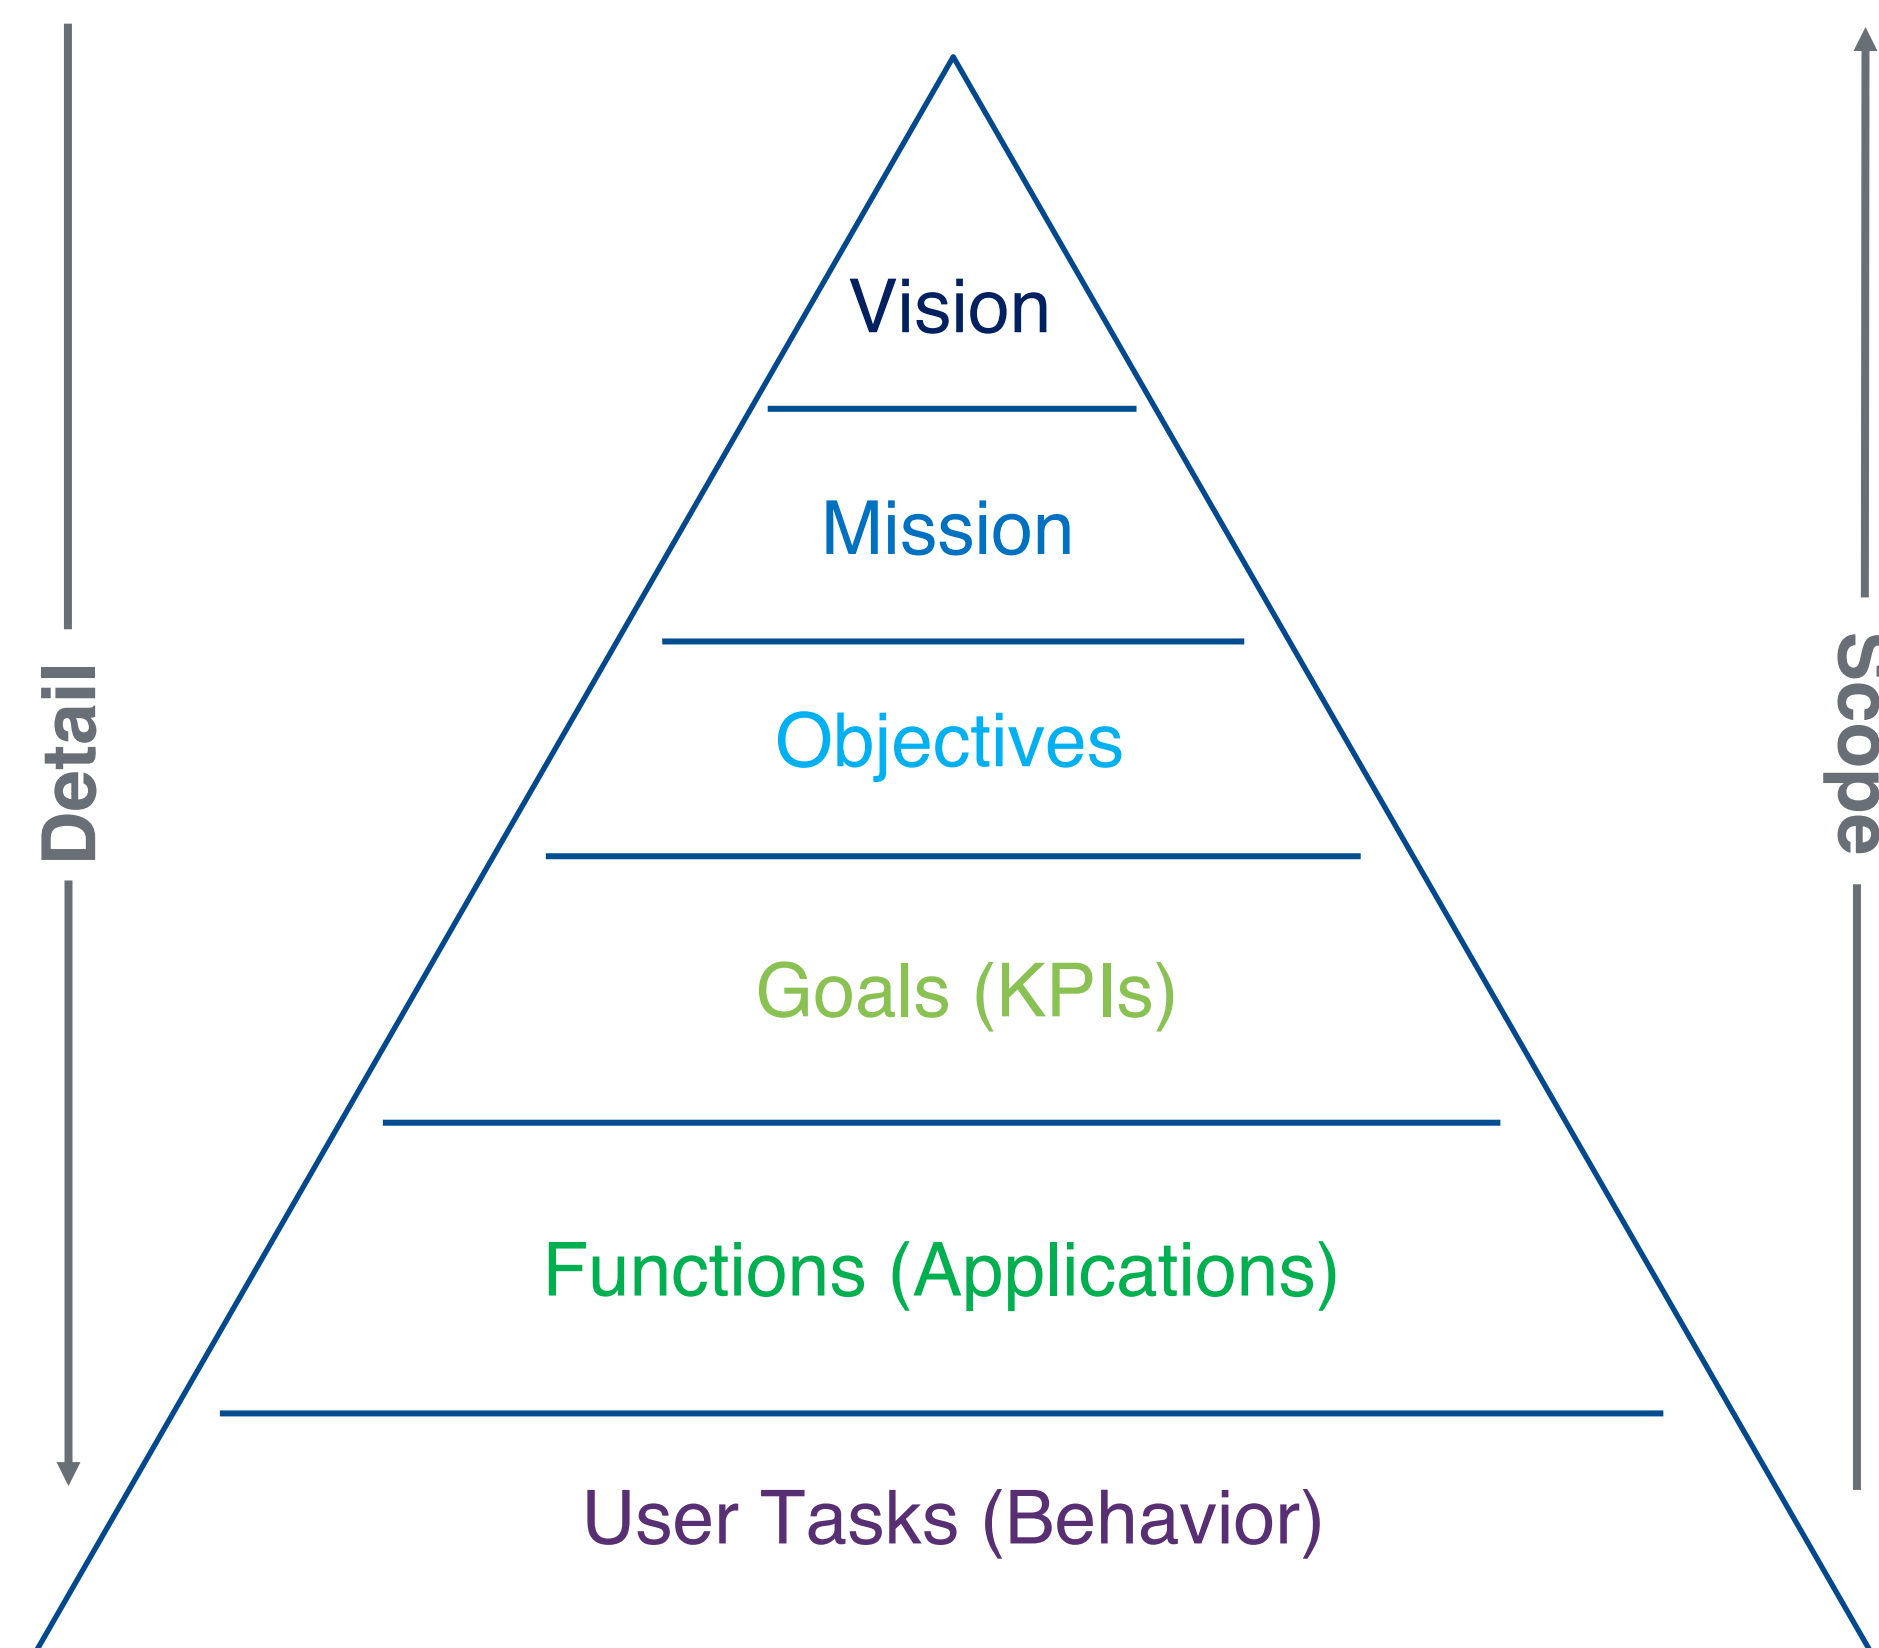 Vision
Mission
Objectives
Detail
Scope
Goals (KPIs)
Functions (Applications)
User Tasks (Behavior)